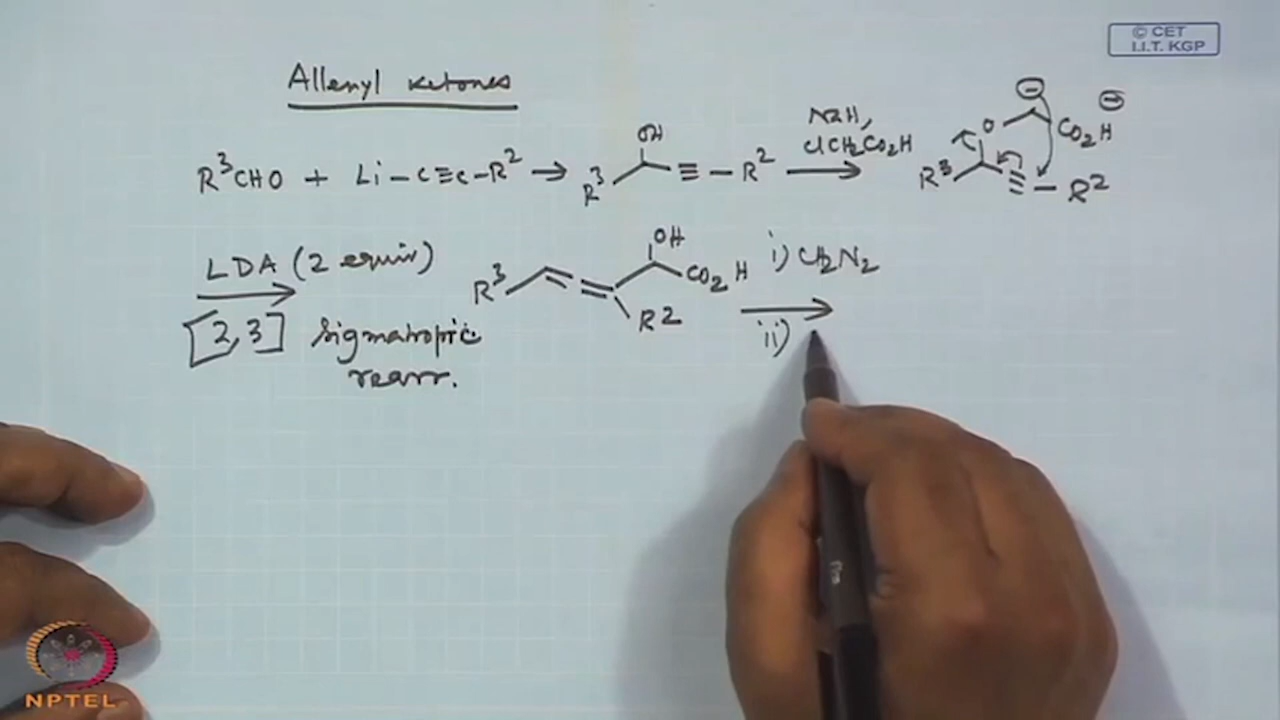 © CET
I.I.T. KGP
Allenyl ketones
R³CHO + Li-C≡C-R² → R³ OH ≡-R² NaH, ClCH₂CO₂H → R³ O ⊖ CO₂H ⊖ ≡-R²
LDA (2 equiv) R³ OH CO₂H R² i) CH₂N₂
[2,3] sigmatropic ii)
rearr.
NPTEL